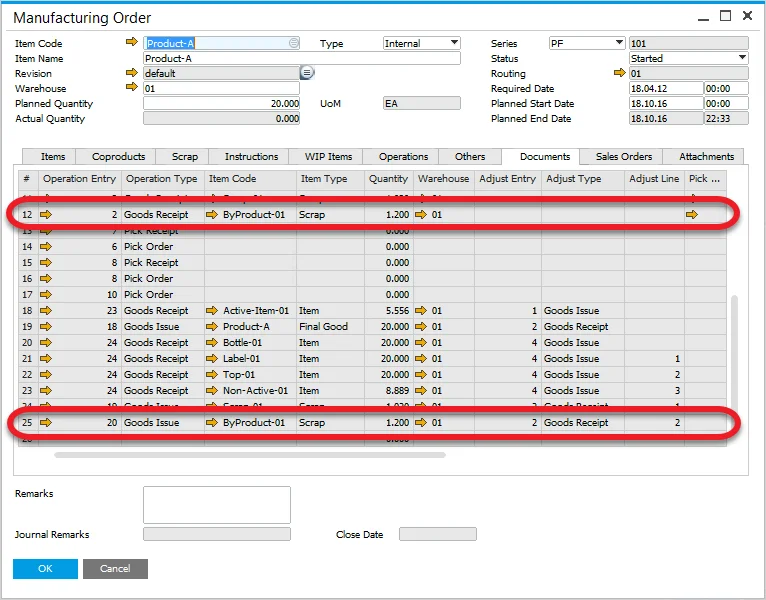 Manufacturing Order
Item Code Product-A Type Internal Series PF 101
Item Name Product-A Status Started
Revision default Routing 01
Warehouse 01 Required Date 18.04.12 00:00
Planned Quantity 20.000 UoM EA Planned Start Date 18.10.16 00:00
Actual Quantity 0.000 Planned End Date 18.10.16 22:33
Items Coproducts Scrap Instructions WIP Items Operations Others Documents Sales Orders Attachments
# Operation Entry Operation Type Item Code Item Type Quantity Warehouse Adjust Entry Adjust Type Adjust Line Pick ...
12 2 Goods Receipt ByProduct-01 Scrap 1.200 01
13 7 Pick Receipt 0.000
14 6 Pick Order 0.000
15 8 Pick Receipt 0.000
16 8 Pick Order 0.000
17 10 Pick Order 0.000
18 23 Goods Receipt Active-Item-01 Item 5.556 01 1 Goods Issue
19 18 Goods Issue Product-A Final Good 20.000 01 2 Goods Receipt
20 24 Goods Receipt Bottle-01 Item 20.000 01 4 Goods Issue
21 24 Goods Receipt Label-01 Item 20.000 01 4 Goods Issue 1
22 24 Goods Receipt Top-01 Item 20.000 01 4 Goods Issue 2
23 24 Goods Receipt Non-Active-01 Item 8.889 01 4 Goods Issue 3
25 20 Goods Issue ByProduct-01 Scrap 1.200 01 2 Goods Receipt 2
Remarks
Journal Remarks Close Date
OK Cancel